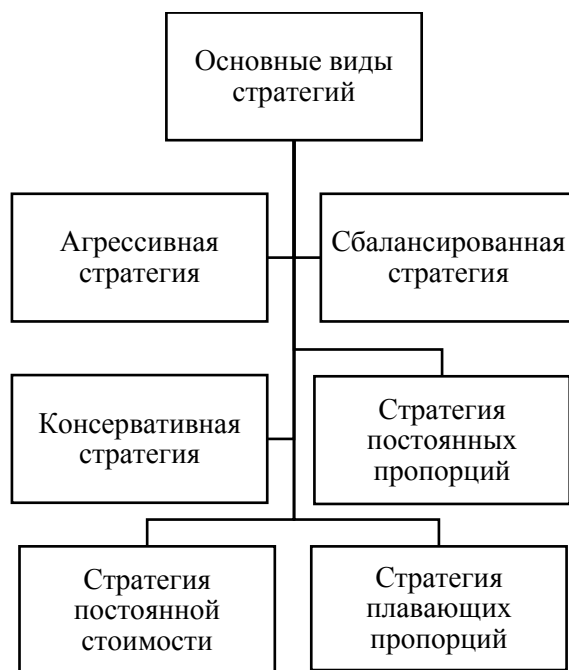 Основные виды
стратегий
Агрессивная
стратегия
Сбалансированная
стратегия
Консервативная
стратегия
Стратегия
постоянных
пропорций
Стратегия
постоянной
стоимости
Стратегия
плавающих
пропорций